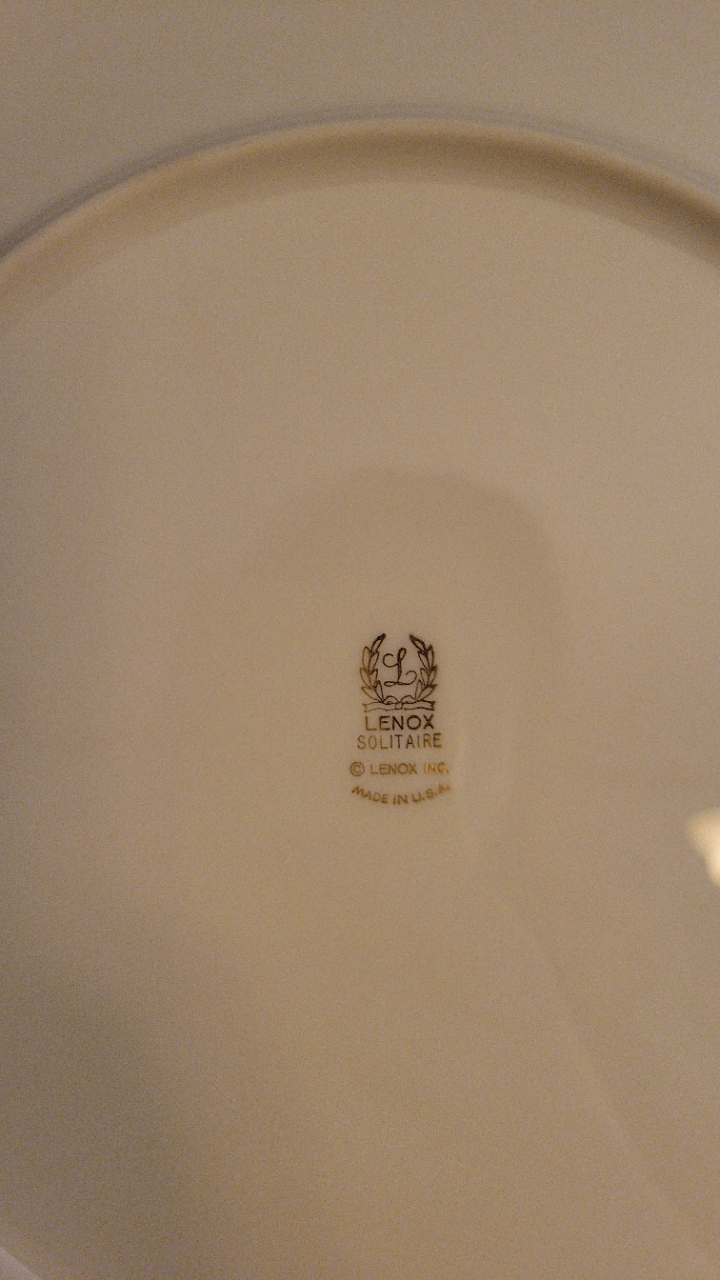 L
LENOX
SOLITAIRE
© LENOX INC.
MADE IN U.S.A.